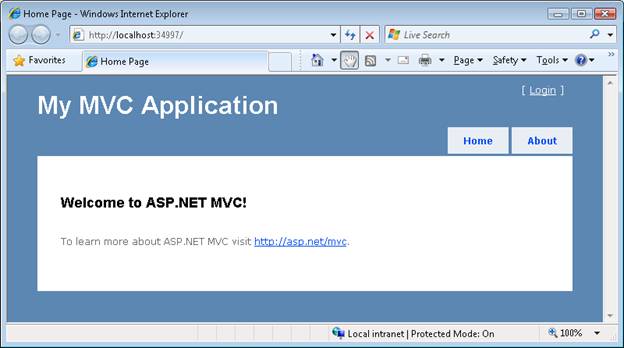 Home Page - Windows Internet Explorer
http://localhost:34997/
Live Search
Favorites
Home Page
Page
Safety
Tools
»
[ Login ]
My MVC Application
Home
About
Welcome to ASP.NET MVC!
To learn more about ASP.NET MVC visit http://asp.net/mvc.
Local intranet | Protected Mode: On
100%